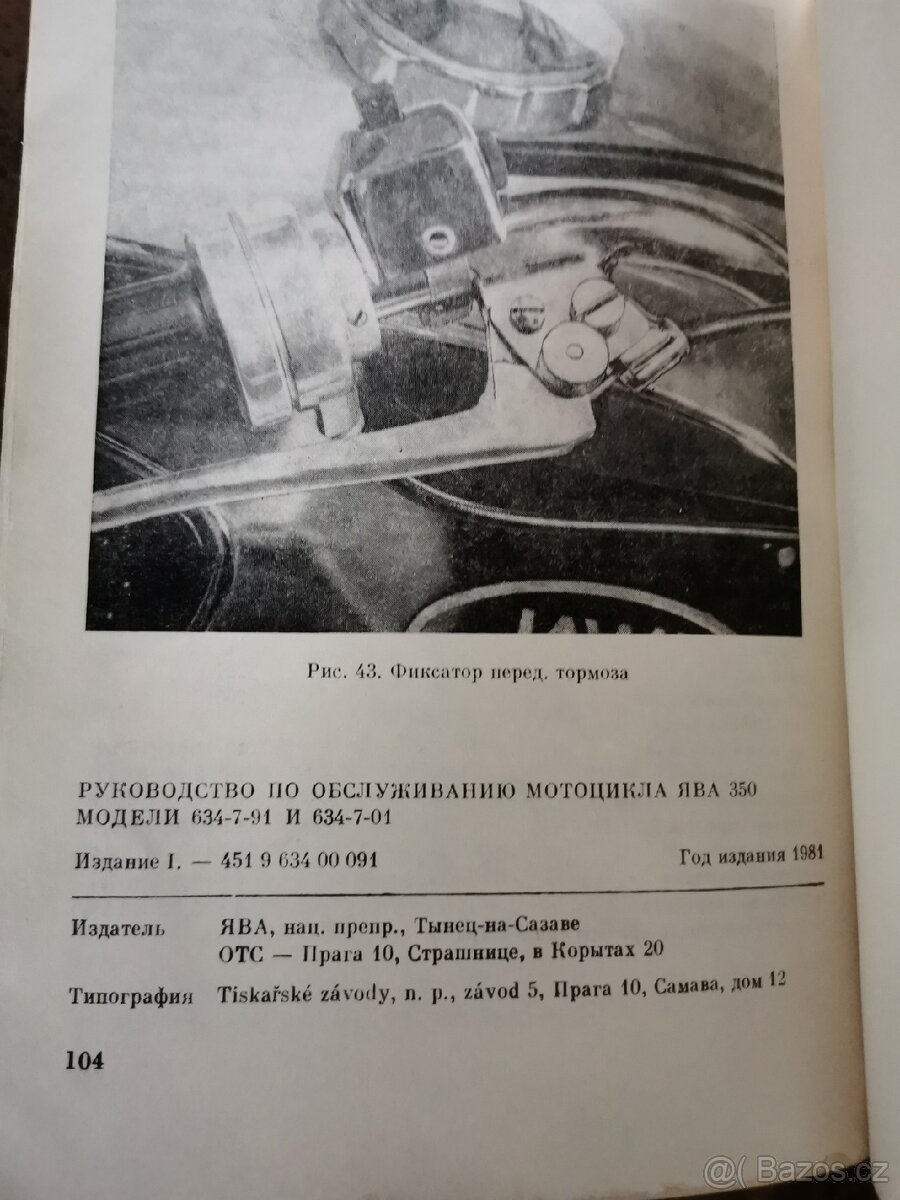 Рис. 43. Фиксатор перед. тормоза
РУКОВОДСТВО ПО ОБСЛУЖИВАНИЮ МОТОЦИКЛА ЯВА 350
МОДЕЛИ 634-7-91 И 634-7-01
Издание I. — 451 9 634 00 091 Год издания 1981
Издатель ЯВА, нац. препр., Тынец-на-Сазаве
ОТС — Прага 10, Страшнице, в Корытах 20
Типография Tiskařské závody, n. p., závod 5, Прага 10, Самава, дом 12
104
@( Bazos.cz